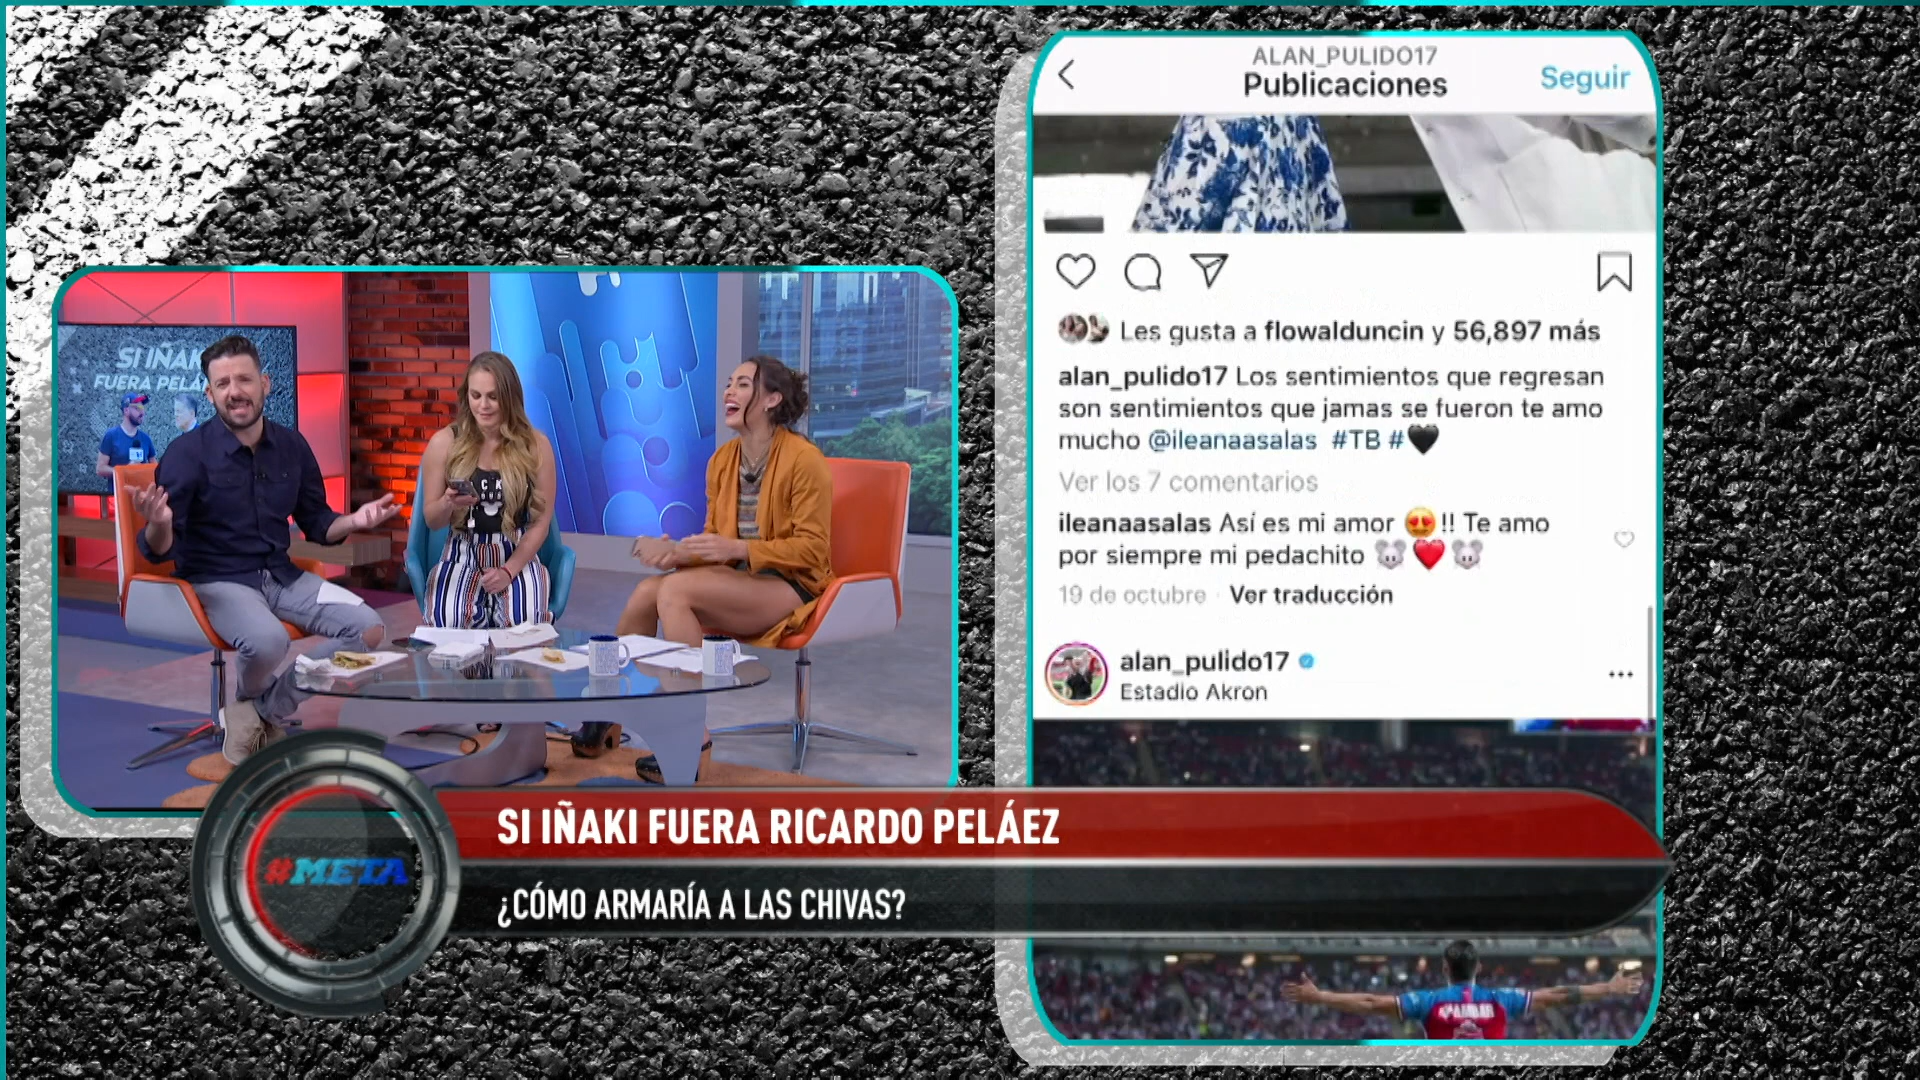 ALAN_PULIDO17
Publicaciones
Seguir
Les gusta a flowalduncin y 56,897 más
alan_pulido17 Los sentimientos que regresan
son sentimientos que jamas se fueron te amo
mucho @ileanaasalas #TB #🖤
Ver los 7 comentarios
ileanaasalas Así es mi amor 😍!! Te amo
por siempre mi pedachito 🐭❤️🐭
19 de octubre · Ver traducción
alan_pulido17
Estadio Akron
SI IÑAKI
FUERA PELÁ
SI IÑAKI FUERA RICARDO PELÁEZ
¿CÓMO ARMARÍA A LAS CHIVAS?
#META